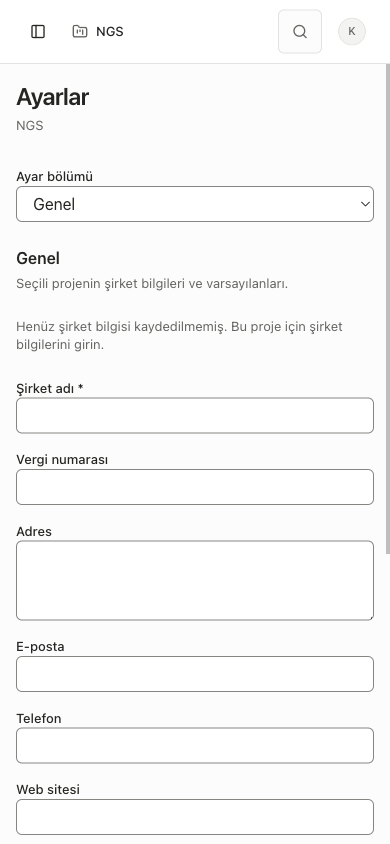 NGS
K
Ayarlar
NGS
Ayar bölümü
Genel
Genel
Seçili projenin şirket bilgileri ve varsayılanları.
Henüz şirket bilgisi kaydedilmemiş. Bu proje için şirket
bilgilerini girin.
Şirket adı *
Vergi numarası
Adres
E-posta
Telefon
Web sitesi